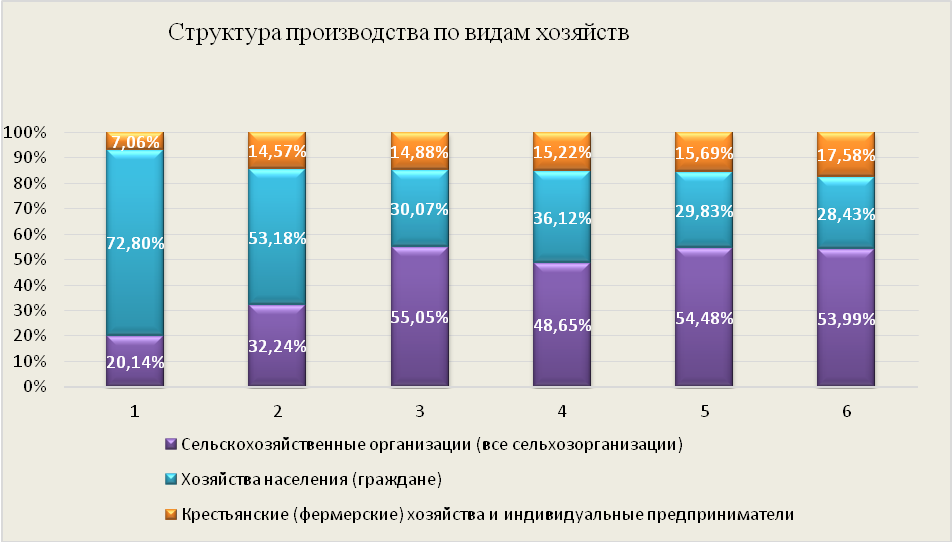 Структура производства по видам хозяйств
100%
90%
80%
70%
60%
50%
40%
30%
20%
10%
0%
7,06% 14,57% 14,88% 15,22% 15,69% 17,58%
72,80% 53,18% 30,07% 36,12% 29,83% 28,43%
20,14% 32,24% 55,05% 48,65% 54,48% 53,99%
1 2 3 4 5 6
Сельскохозяйственные организации (все сельхозорганизации)
Хозяйства населения (граждане)
Крестьянские (фермерские) хозяйства и индивидуальные предприниматели